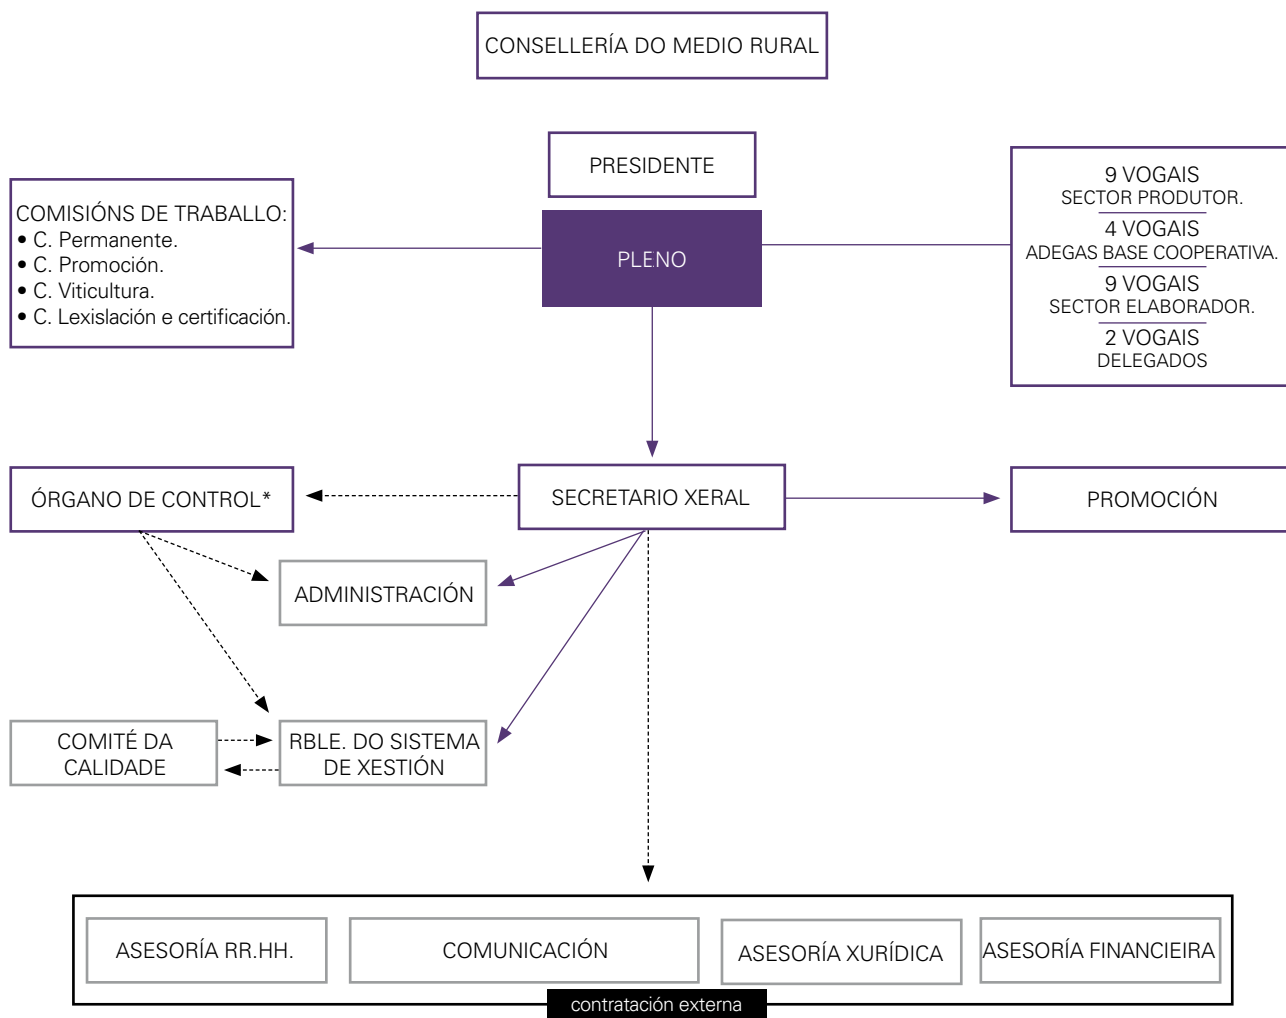 CONSELLERÍA DO MEDIO RURAL
PRESIDENTE
PLENO
COMISIÓNS DE TRABALLO:
• C. Permanente.
• C. Promoción.
• C. Viticultura.
• C. Lexislación e certificación.
9 VOGAIS
SECTOR PRODUTOR.
4 VOGAIS
ADEGAS BASE COOPERATIVA.
9 VOGAIS
SECTOR ELABORADOR.
2 VOGAIS
DELEGADOS
ÓRGANO DE CONTROL*
SECRETARIO XERAL
PROMOCIÓN
ADMINISTRACIÓN
COMITÉ DA
CALIDADE
RBLE. DO SISTEMA
DE XESTIÓN
ASESORÍA RR.HH.
COMUNICACIÓN
ASESORÍA XURÍDICA
ASESORÍA FINANCIEIRA
contratación externa